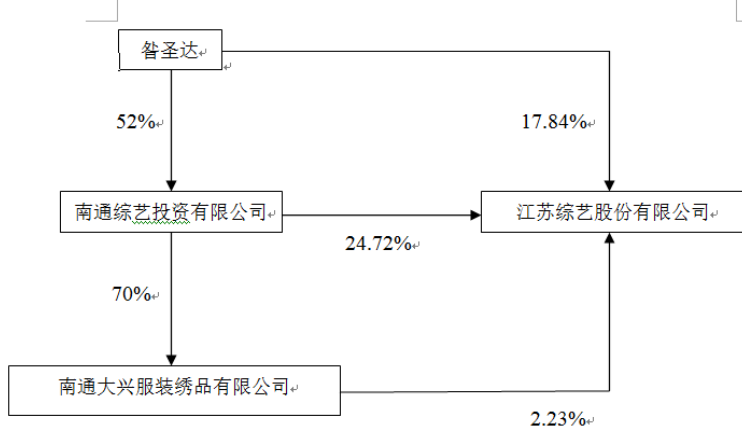 昝圣达
52%
17.84%
南通综艺投资有限公司
江苏综艺股份有限公司
24.72%
70%
南通大兴服装绣品有限公司
2.23%